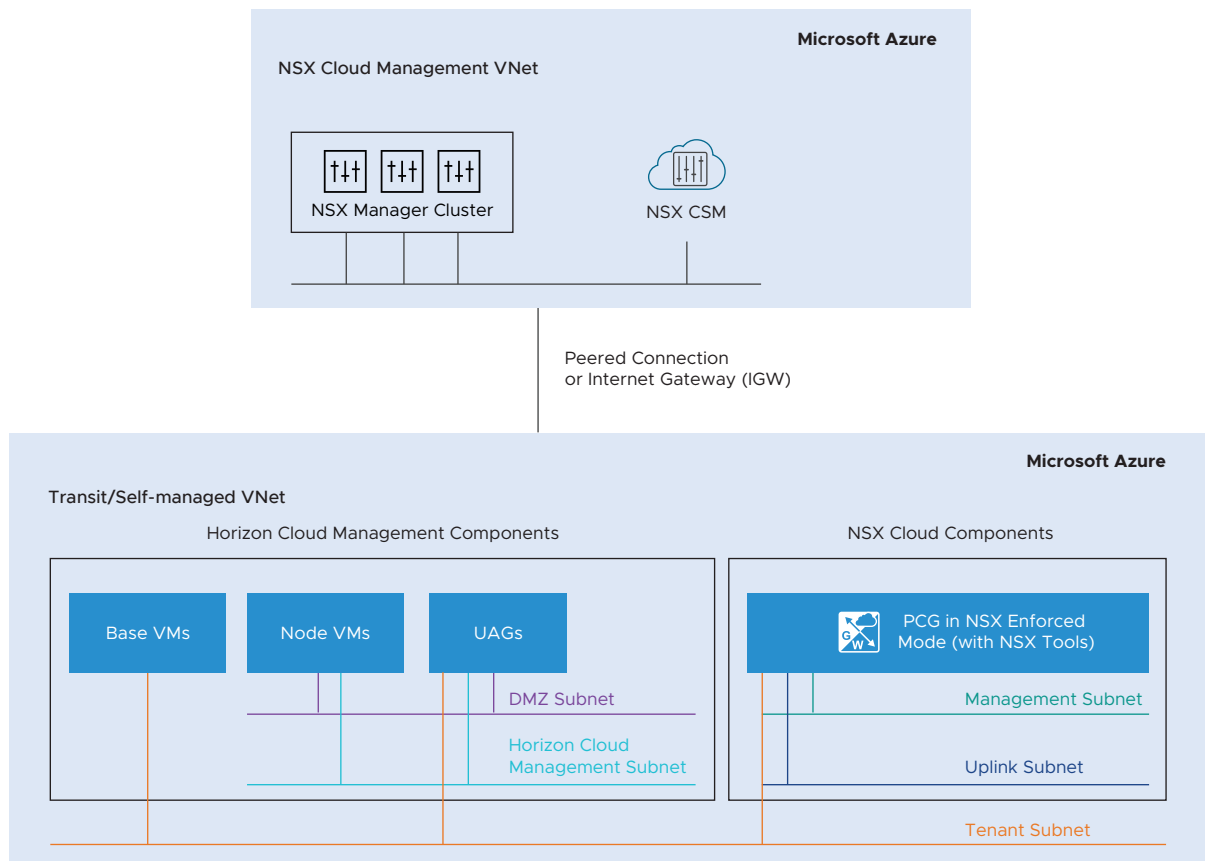 Microsoft Azure
NSX Cloud Management VNet
NSX Manager Cluster
NSX CSM
Peered Connection
or Internet Gateway (IGW)
Microsoft Azure
Transit/Self-managed VNet
Horizon Cloud Management Components
NSX Cloud Components
Base VMs
Node VMs
UAGs
G
W
PCG in NSX Enforced
Mode (with NSX Tools)
DMZ Subnet
Management Subnet
Horizon Cloud
Management Subnet
Uplink Subnet
Tenant Subnet